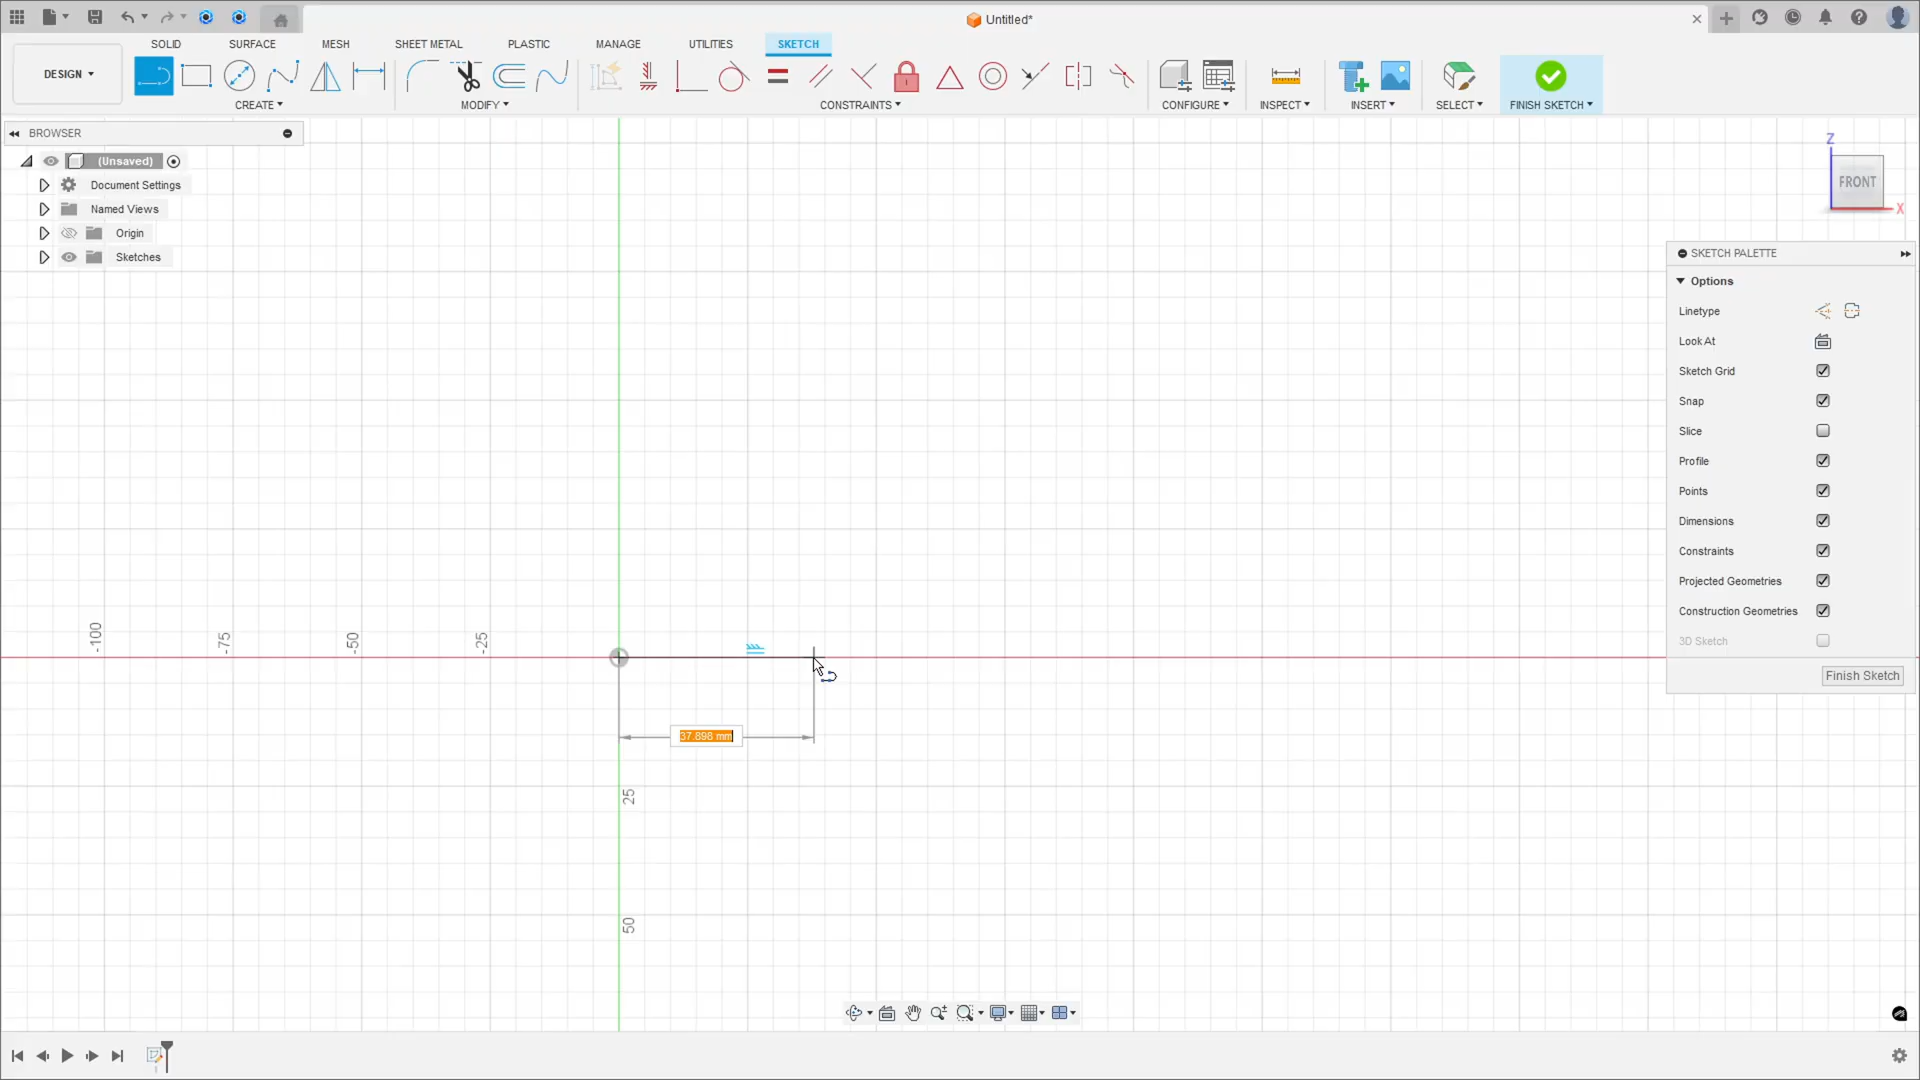 Untitled*
SOLID SURFACE MESH SHEET METAL PLASTIC MANAGE UTILITIES SKETCH
DESIGN
CREATE MODIFY CONSTRAINTS CONFIGURE INSPECT INSERT SELECT FINISH SKETCH
BROWSER
(Unsaved)
Document Settings
Named Views
Origin
Sketches
Z
FRONT
X
SKETCH PALETTE
Options
Linetype
Look At
Sketch Grid
Snap
Slice
Profile
Points
Dimensions
Constraints
Projected Geometries
Construction Geometries
3D Sketch
Finish Sketch
-100 -75 -50 -25
37.898 mm
25
50